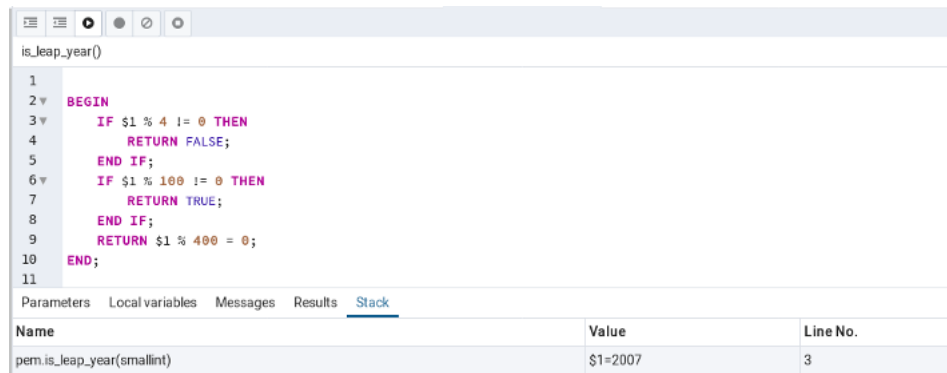 is_leap_year()
1
2 BEGIN
3 IF $1 % 4 != 0 THEN
4 RETURN FALSE;
5 END IF;
6 IF $1 % 100 != 0 THEN
7 RETURN TRUE;
8 END IF;
9 RETURN $1 % 400 = 0;
10 END;
11
Parameters Local variables Messages Results Stack
Name Value Line No.
pem.is_leap_year(smallint) $1=2007 3